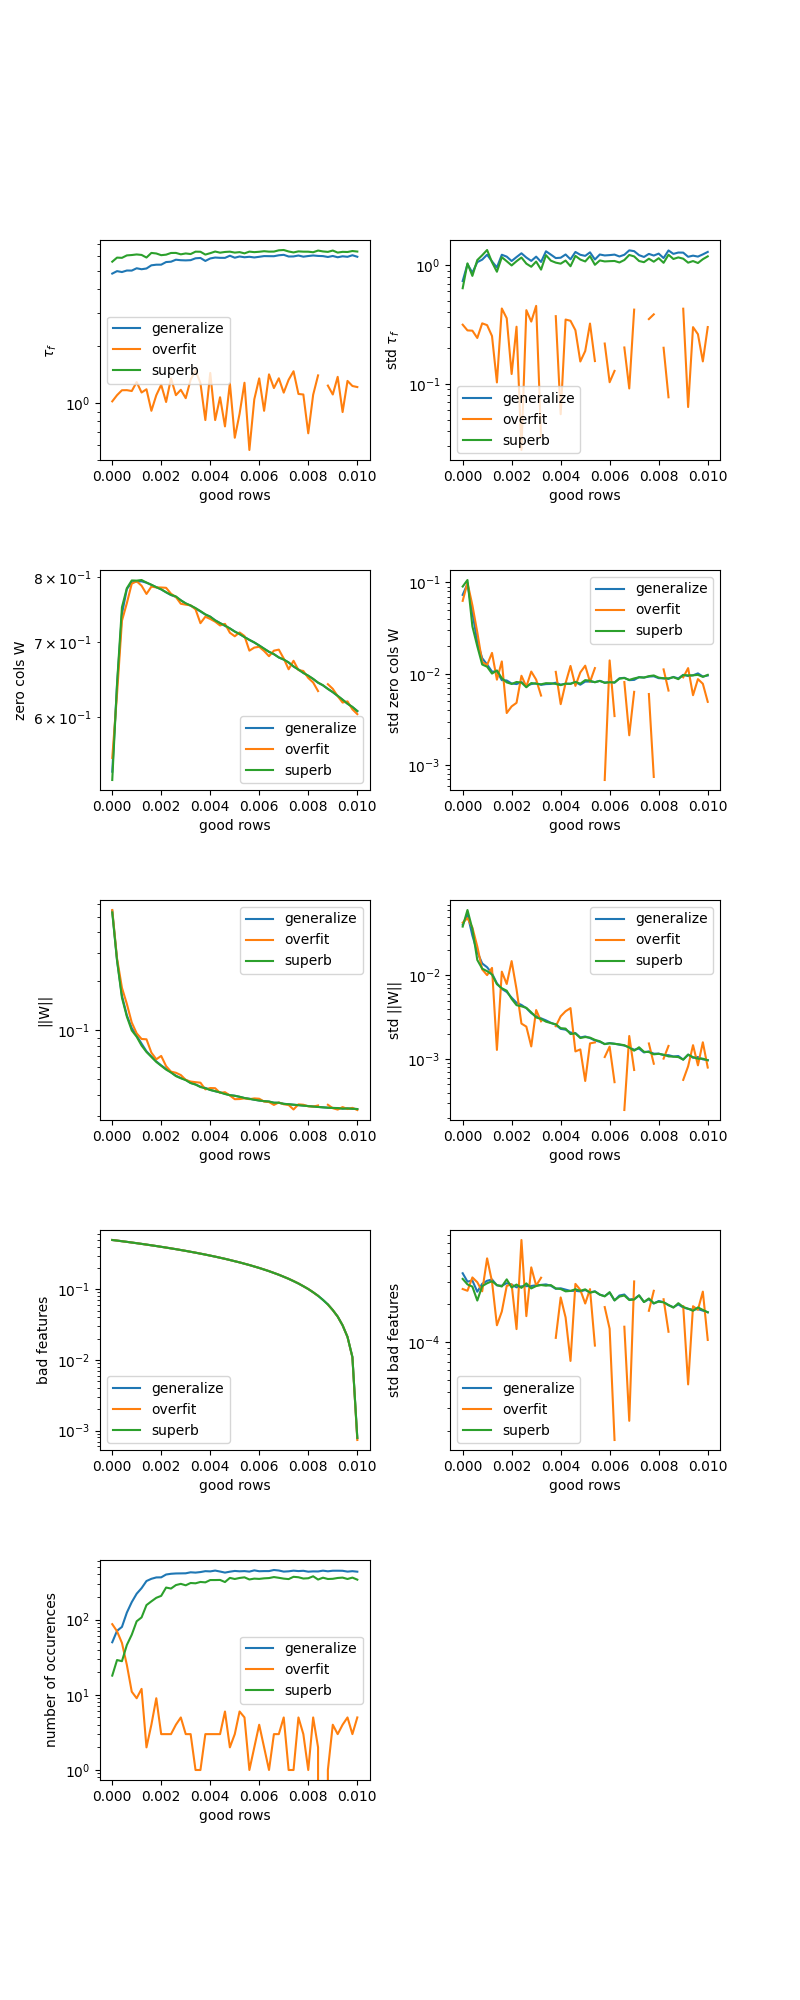 τ_f
10⁰
generalize
overfit
superb
0.000 0.002 0.004 0.006 0.008 0.010
good rows
std τ_f
10⁰
10⁻¹
generalize
overfit
superb
0.000 0.002 0.004 0.006 0.008 0.010
good rows
zero cols W
8 × 10⁻¹
7 × 10⁻¹
6 × 10⁻¹
generalize
overfit
superb
0.000 0.002 0.004 0.006 0.008 0.010
good rows
std zero cols W
10⁻¹
10⁻²
10⁻³
generalize
overfit
superb
0.000 0.002 0.004 0.006 0.008 0.010
good rows
||W||
10⁻¹
generalize
overfit
superb
0.000 0.002 0.004 0.006 0.008 0.010
good rows
std ||W||
10⁻²
10⁻³
generalize
overfit
superb
0.000 0.002 0.004 0.006 0.008 0.010
good rows
bad features
10⁻¹
10⁻²
10⁻³
generalize
overfit
superb
0.000 0.002 0.004 0.006 0.008 0.010
good rows
std bad features
10⁻⁴
generalize
overfit
superb
0.000 0.002 0.004 0.006 0.008 0.010
good rows
number of occurences
10²
10¹
10⁰
generalize
overfit
superb
0.000 0.002 0.004 0.006 0.008 0.010
good rows